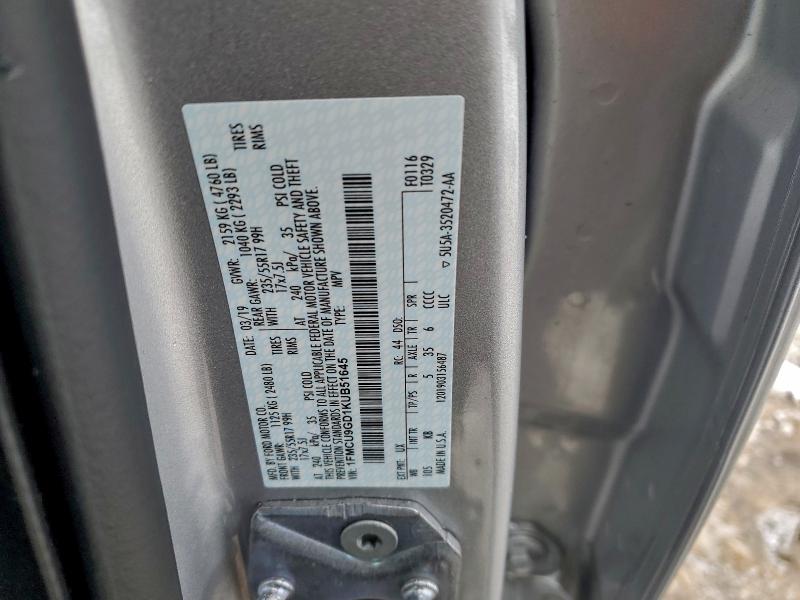 MFD. BY FORD MOTOR CO. DATE: 03/19 GVWR: 2159 KG ( 4760 LB)
FRONT GAWR: 1125 KG ( 2480 LB) REAR GAWR: 1040 KG ( 2293 LB)
WITH 235/55R17 99H TIRES WITH 235/55R17 99H TIRES
17x7.5J RIMS 17x7.5J RIMS
AT 240 kPa/ 35 PSI COLD AT 240 kPa/ 35 PSI COLD
THIS VEHICLE CONFORMS TO ALL APPLICABLE FEDERAL MOTOR VEHICLE SAFETY AND THEFT
PREVENTION STANDARDS IN EFFECT ON THE DATE OF MANUFACTURE SHOWN ABOVE.
VIN: 1FMCU9GD1KUB51645 TYPE: MPV
EXT PNT: UX RC: 44 DSO: F0116
T0329
WB INT TR TP/PS R AXLE TR SPR
105 KB 5 35 6 CCCC
▽ 5U5A-3520472-AA
MADE IN U.S.A. 1201903156487 ULC